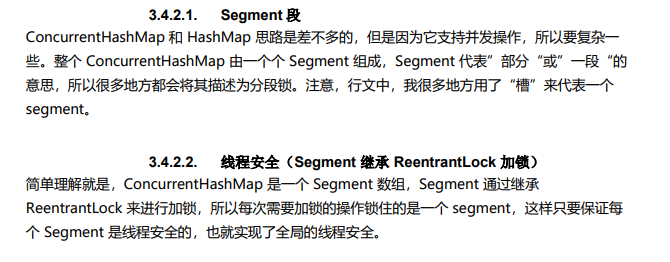 3.4.2.1. Segment 段
ConcurrentHashMap 和 HashMap 思路是差不多的，但是因为它支持并发操作，所以要复杂一
些。整个 ConcurrentHashMap 由一个个 Segment 组成，Segment 代表”部分“或”一段“的
意思，所以很多地方都会将其描述为分段锁。注意，行文中，我很多地方用了“槽”来代表一个
segment。
3.4.2.2. 线程安全（Segment 继承 ReentrantLock 加锁）
简单理解就是，ConcurrentHashMap 是一个 Segment 数组，Segment 通过继承
ReentrantLock 来进行加锁，所以每次需要加锁的操作锁住的是一个 segment，这样只要保证每
个 Segment 是线程安全的，也就实现了全局的线程安全。